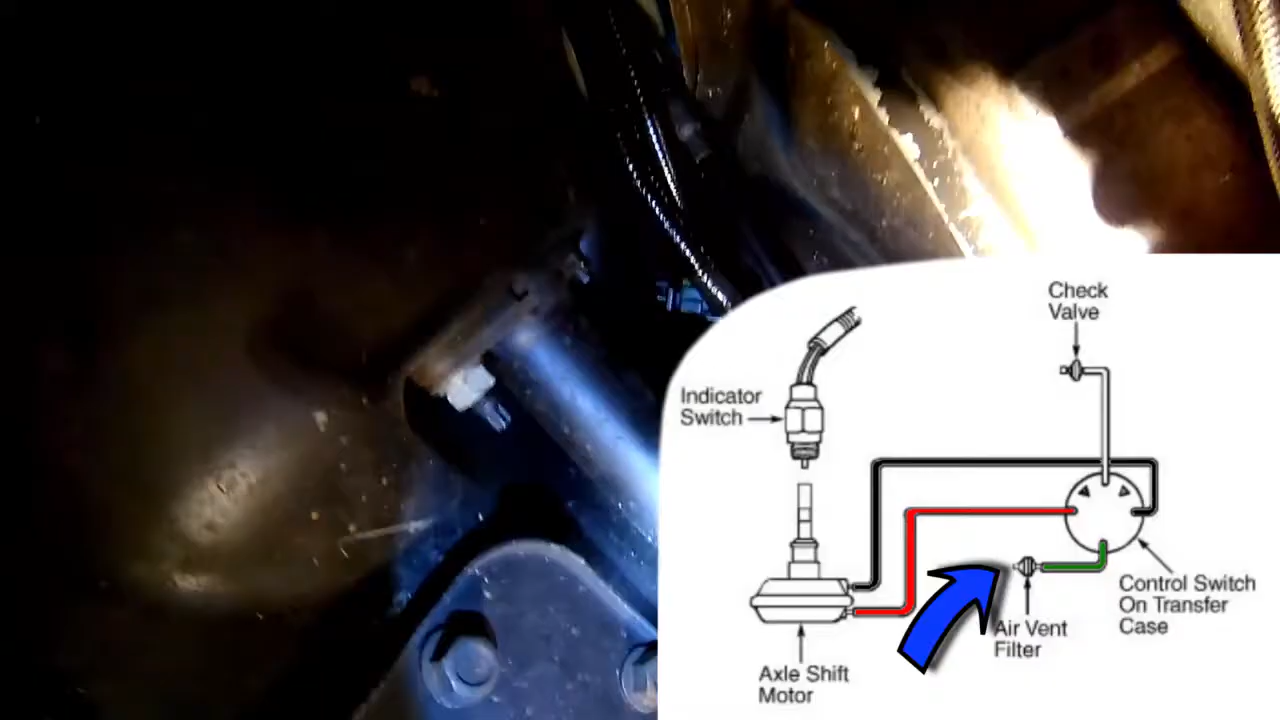 Check
Valve
Indicator
Switch
Control Switch
On Transfer
Case
Air Vent
Filter
Axle Shift
Motor